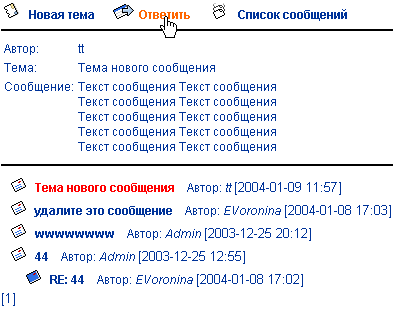 Новая тема Ответить Список сообщений
Автор: tt
Тема: Тема нового сообщения
Сообщение: Текст сообщения Текст сообщения
Текст сообщения Текст сообщения
Текст сообщения Текст сообщения
Текст сообщения Текст сообщения
Текст сообщения Текст сообщения
Тема нового сообщения Автор: tt [2004-01-09 11:57]
удалите это сообщение Автор: EVoronina [2004-01-08 17:03]
wwwwwwww Автор: Admin [2003-12-25 20:12]
44 Автор: Admin [2003-12-25 12:55]
RE: 44 Автор: EVoronina [2004-01-08 17:02]
[1]